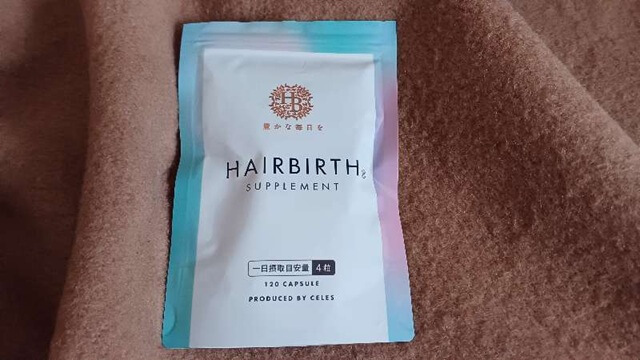 HB
豊かな毎日を
HAIRBIRTH
SUPPLEMENT
一日摂取目安量 4粒
120 CAPSULE
PRODUCED BY CELES